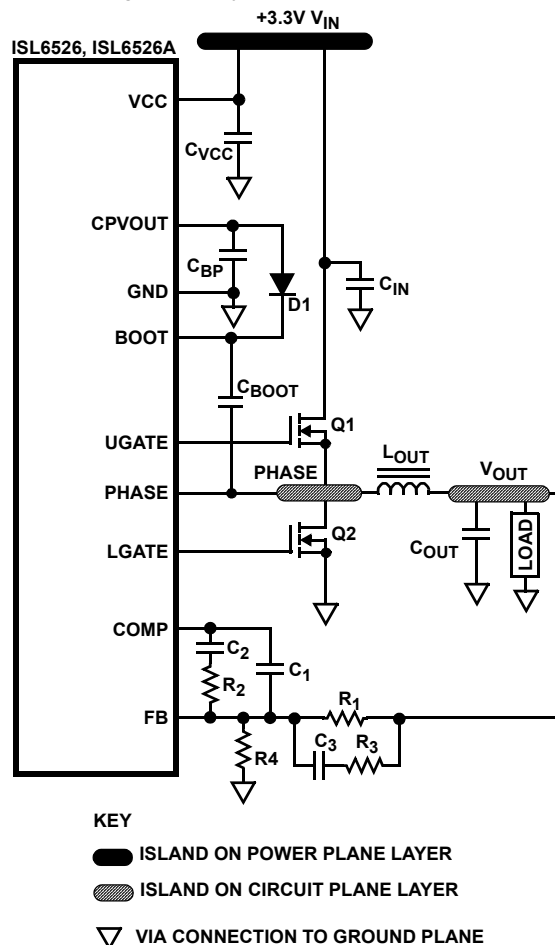 +3.3V VIN
ISL6526, ISL6526A
VCC
CVCC
CPVOUT
CBP
GND
D1
CIN
BOOT
CBOOT
Q1
UGATE
PHASE
LOUT
VOUT
PHASE
Q2
COUT
LOAD
LGATE
COMP
C2
C1
R2
R1
FB
C3
R3
R4
KEY
ISLAND ON POWER PLANE LAYER
ISLAND ON CIRCUIT PLANE LAYER
VIA CONNECTION TO GROUND PLANE